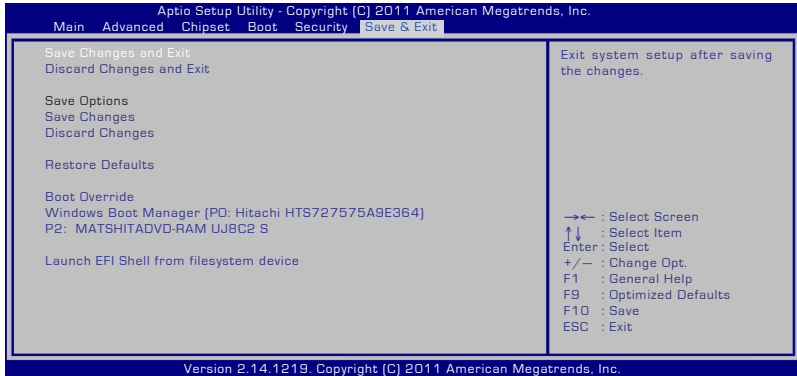 Aptio Setup Utility - Copyright (C) 2011 American Megatrends, Inc.
Main Advanced Chipset Boot Security Save & Exit
Save Changes and Exit
Discard Changes and Exit
Save Options
Save Changes
Discard Changes
Restore Defaults
Boot Override
Windows Boot Manager (P0: Hitachi HTS727575A9E364)
P2: MATSHITADVD-RAM UJ8C2 S
Launch EFI Shell from filesystem device
Exit system setup after saving
the changes.
→← : Select Screen
↑↓ : Select Item
Enter : Select
+/— : Change Opt.
F1 : General Help
F9 : Optimized Defaults
F10 : Save
ESC : Exit
Version 2.14.1219. Copyright (C) 2011 American Megatrends, Inc.